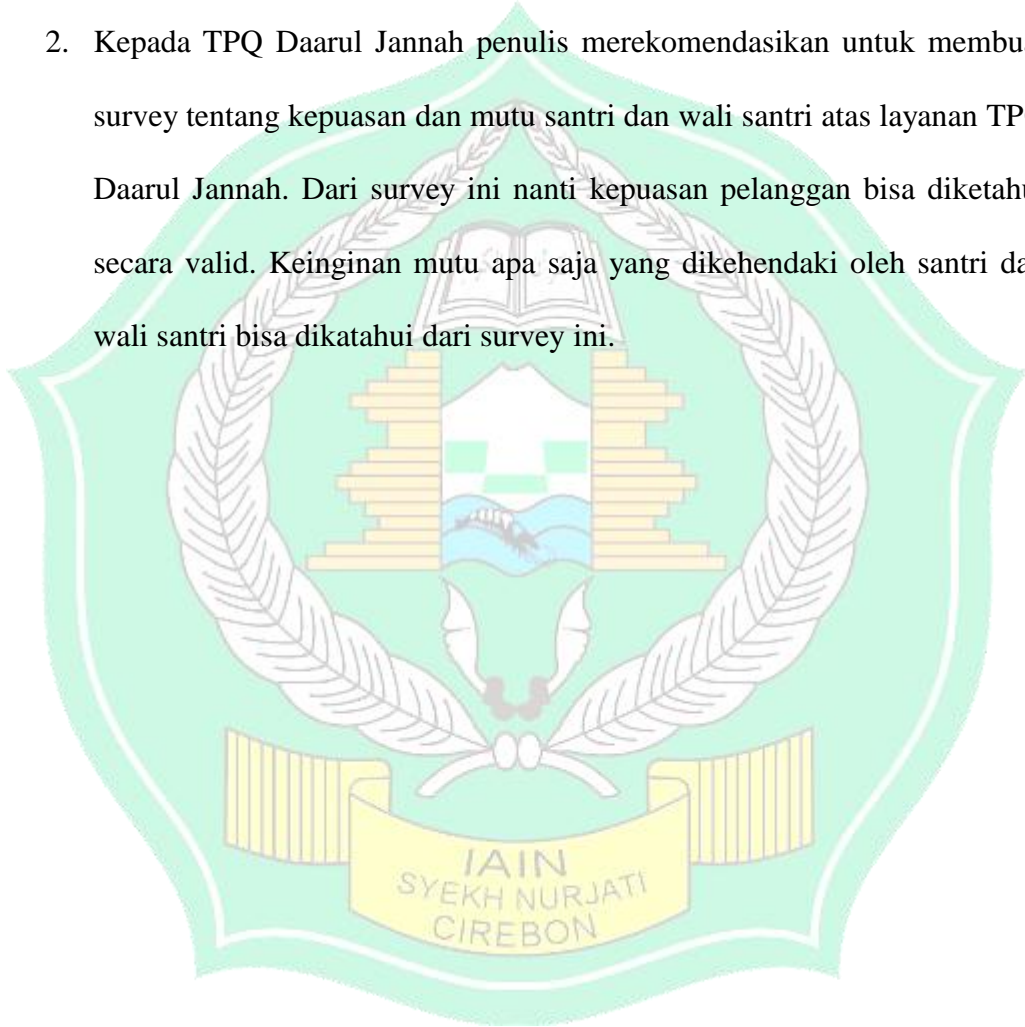 2. Kepada TPQ Daarul Jannah penulis merekomendasikan untuk membua
survey tentang kepuasan dan mutu santri dan wali santri atas layanan TP
Daarul Jannah. Dari survey ini nanti kepuasan pelanggan bisa diketahu
secara valid. Keinginan mutu apa saja yang dikehendaki oleh santri da
wali santri bisa dikatahui dari survey ini.
IAIN
SYEKH NURJATI
CIREBON